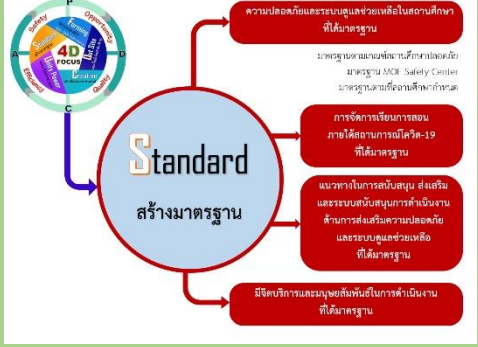 P
Safety
Opportunity
Standard
Farming
A
4D
FOCUS
Out Site
D
Unity Power
Efficiency
Quality
C
ความปลอดภัยและระบบดูแลช่วยเหลือในสถานศึกษา
ที่ได้มาตรฐาน
มาตรฐานตามเกณฑ์สถานศึกษาปลอดภัย
มาตรฐาน MOE Safety Center
มาตรฐานตามที่สถานศึกษากำหนด
การจัดการเรียนการสอน
ภายใต้สถานการณ์โควิด-19
ที่ได้มาตรฐาน
Standard
สร้างมาตรฐาน
แนวทางในการสนับสนุน ส่งเสริม
และระบบสนับสนุนการดำเนินงาน
ด้านการส่งเสริมความปลอดภัย
และระบบดูแลช่วยเหลือ
ที่ได้มาตรฐาน
มีจิตบริการและมนุษยสัมพันธ์ในการดำเนินงาน
ที่ได้มาตรฐาน